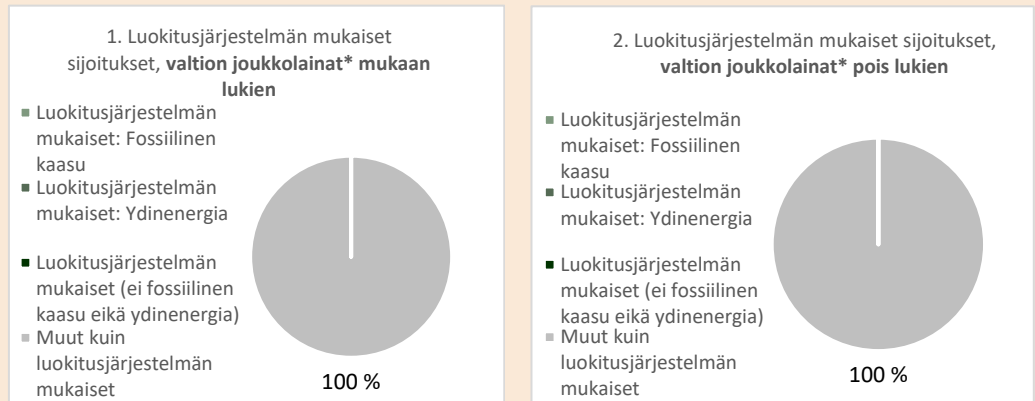 1. Luokitusjärjestelmän mukaiset
sijoitukset, valtion joukkolainat* mukaan
lukien
Luokitusjärjestelmän
mukaiset: Fossiilinen
kaasu
Luokitusjärjestelmän
mukaiset: Ydinenergia
Luokitusjärjestelmän
mukaiset (ei fossiilinen
kaasu eikä ydinenergia)
Muut kuin
luokitusjärjestelmän
mukaiset
100 %
2. Luokitusjärjestelmän mukaiset sijoitukset,
valtion joukkolainat* pois lukien
Luokitusjärjestelmän
mukaiset: Fossiilinen
kaasu
Luokitusjärjestelmän
mukaiset: Ydinenergia
Luokitusjärjestelmän
mukaiset (ei fossiilinen
kaasu eikä ydinenergia)
Muut kuin
luokitusjärjestelmän
mukaiset
100 %